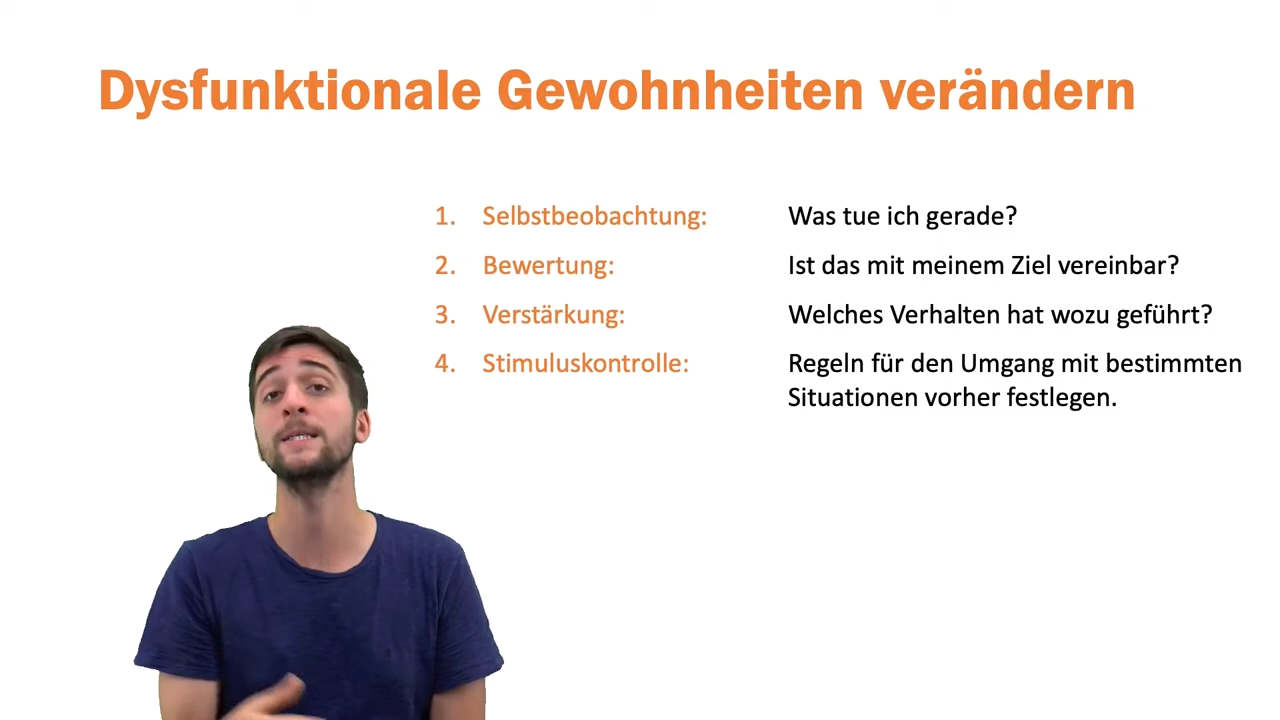 Dysfunktionale Gewohnheiten verändern
1. Selbstbeobachtung: Was tue ich gerade?
2. Bewertung: Ist das mit meinem Ziel vereinbar?
3. Verstärkung: Welches Verhalten hat wozu geführt?
4. Stimuluskontrolle: Regeln für den Umgang mit bestimmten
Situationen vorher festlegen.